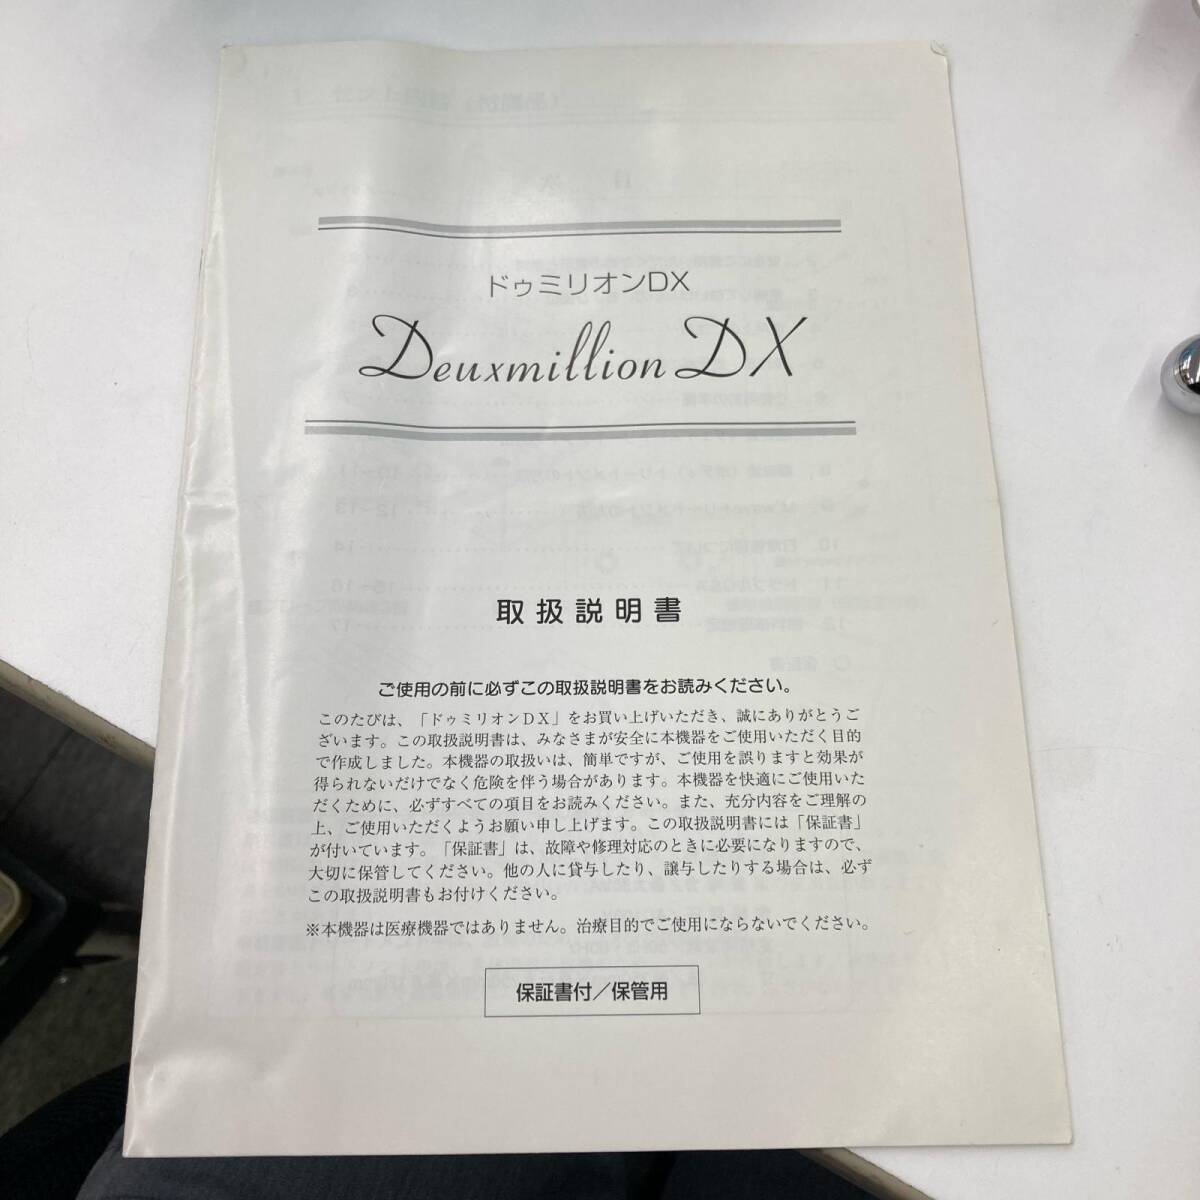 ドゥミリオンDX
Deuxmillion DX
取扱説明書
ご使用の前に必ずこの取扱説明書をお読みください。
このたびは、「ドゥミリオンDX」をお買い上げいただき、誠にありがとうご
ざいます。この取扱説明書は、みなさまが安全に本機器をご使用いただく目的
で作成しました。本機器の取扱いは、簡単ですが、ご使用を誤りますと効果が
得られないだけでなく危険を伴う場合があります。本機器を快適にご使用いた
だくために、必ずすべての項目をお読みください。また、充分内容をご理解の
上、ご使用いただくようお願い申し上げます。この取扱説明書には「保証書」
が付いています。「保証書」は、故障や修理対応のときに必要になりますので、
大切に保管してください。他の人に貸与したり、譲与したりする場合は、必ず
この取扱説明書もお付けください。
※本機器は医療機器ではありません。治療目的でご使用にならないでください。
保証書付／保管用